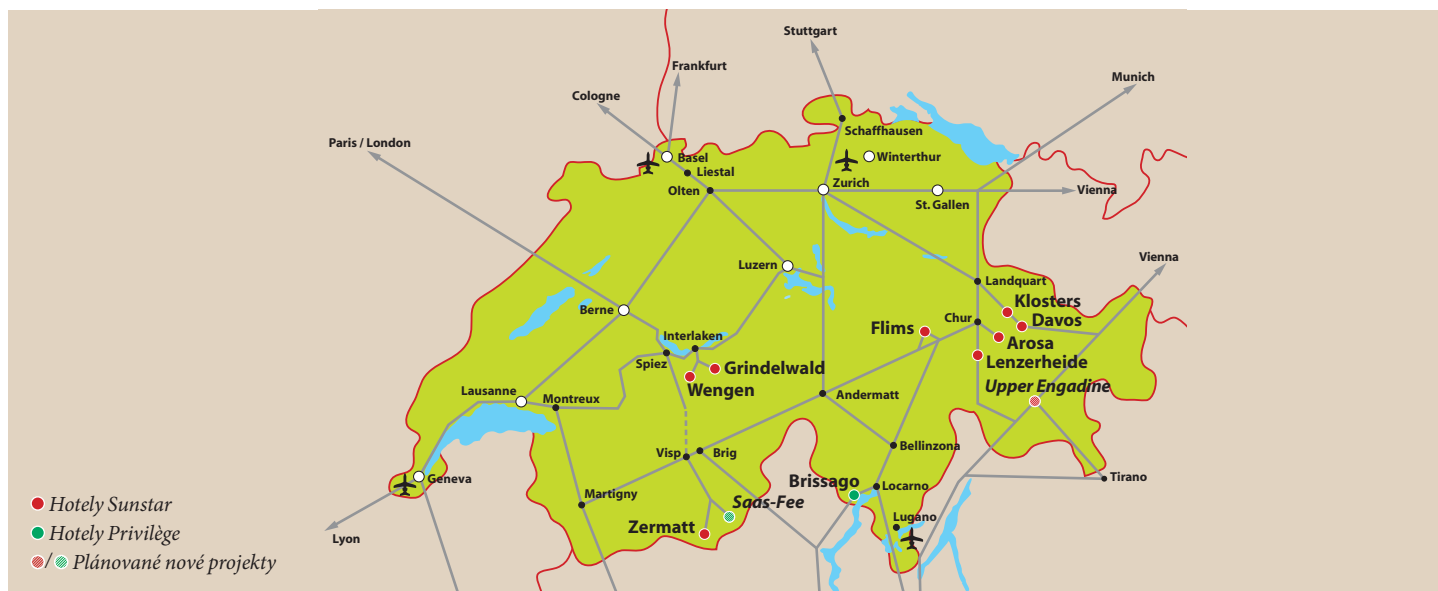 Stuttgart
Frankfurt
Munich
Cologne
Schaffhausen
Paris / London
Basel
Winterthur
Liestal
Olten
Zurich
Vienna
St. Gallen
Vienna
Luzern
Landquart
Klosters
Berne
Chur
Davos
Flims
Interlaken
Arosa
Spiez
Lenzerheide
Grindelwald
Wengen
Upper Engadine
Lausanne
Montreux
Andermatt
Bellinzona
Visp
Brig
Geneva
Brissago
Tirano
Locarno
Martigny
Saas-Fee
Hotely Sunstar
Lugano
Zermatt
Hotely Privilège
Lyon
/ Plánované nové projekty